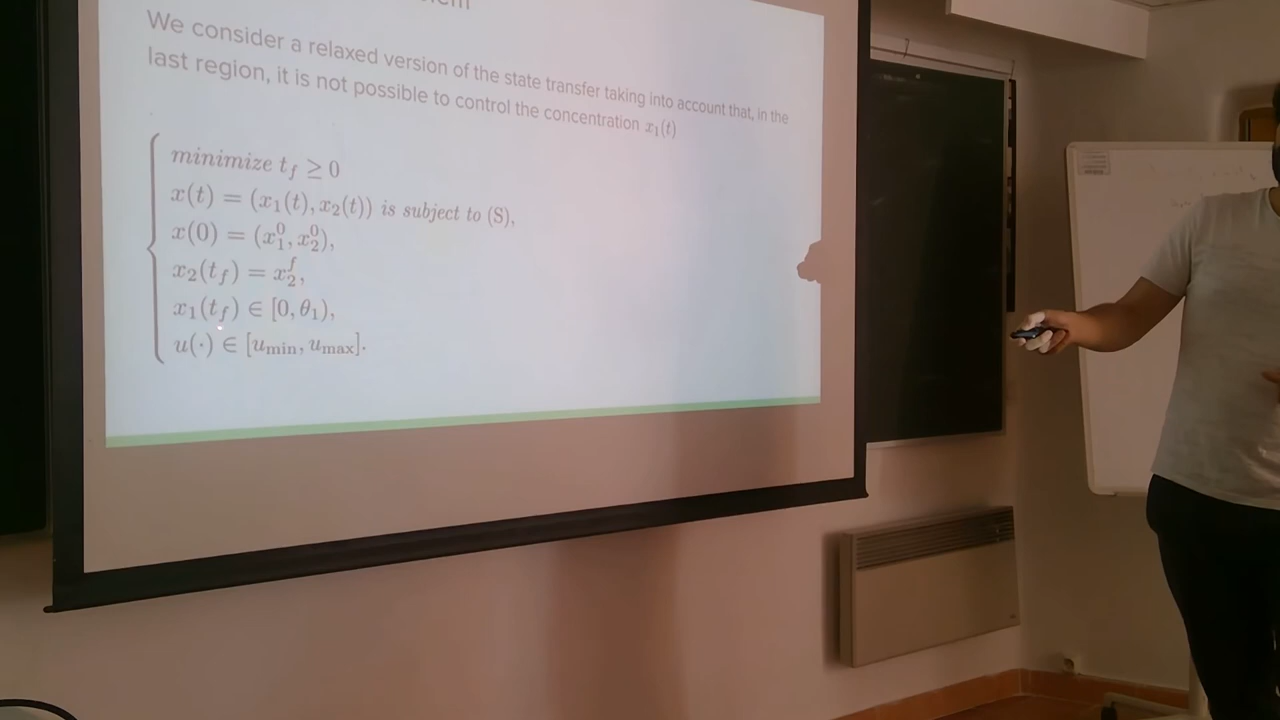 We consider a relaxed version of the state transfer taking into account that, in the
last region, it is not possible to control the concentration x₁(t)
minimize t_f ≥ 0
x(t) = (x₁(t), x₂(t)) is subject to (S),
x(0) = (x₁⁰, x₂⁰),
x₂(t_f) = x₂^f,
x₁(t_f) ∈ [0, θ₁),
u(·) ∈ [u_min, u_max].